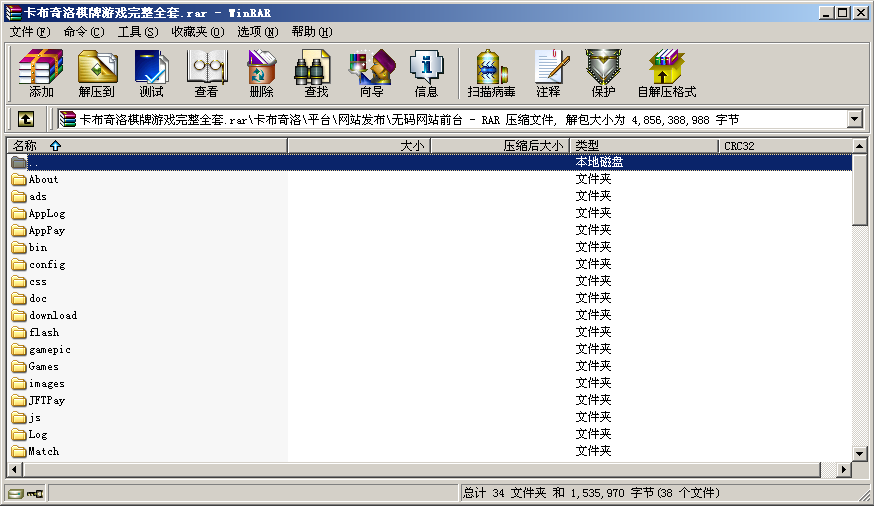 卡布奇洛棋牌游戏完整全套.rar - WinRAR
文件(F) 命令(C) 工具(S) 收藏夹(O) 选项(N) 帮助(H)
添加 解压到 测试 查看 删除 查找 向导 信息 扫描病毒 注释 保护 自解压格式
卡布奇洛棋牌游戏完整全套.rar\卡布奇洛\平台\网站发布\无码网站前台 - RAR 压缩文件, 解包大小为 4,856,388,988 字节
名称 大小 压缩后大小 类型 CRC32
.. 本地磁盘
About 文件夹
ads 文件夹
AppLog 文件夹
AppPay 文件夹
bin 文件夹
config 文件夹
css 文件夹
doc 文件夹
download 文件夹
flash 文件夹
gamepic 文件夹
Games 文件夹
images 文件夹
JFTPay 文件夹
js 文件夹
Log 文件夹
Match 文件夹
总计 34 文件夹 和 1,535,970 字节(38 个文件)